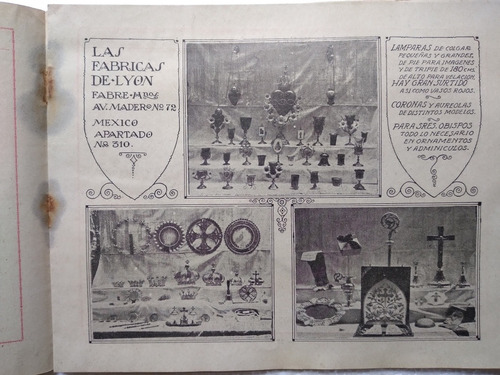 LAS
FABRICAS
DE·LYON
AV. MADERO Nº 72
MEXICO
APARTADO
Nº 310.
LAMPARAS DE COLGAR
PEQUEÑAS Y GRANDES,
DE PIE PARA IMAGENES
Y DE TRIPIE DE 180 CMS.
DE ALTO PARA VELACION.
HAY GRAN SURTIDO
ASI COMO VASOS ROJOS.
CORONAS Y AUREOLAS
DE DISTINTOS MODELOS.
PARA SRES OBISPOS
TODO LO NECESARIO
EN ORNAMENTOS
Y ADMINICULOS.